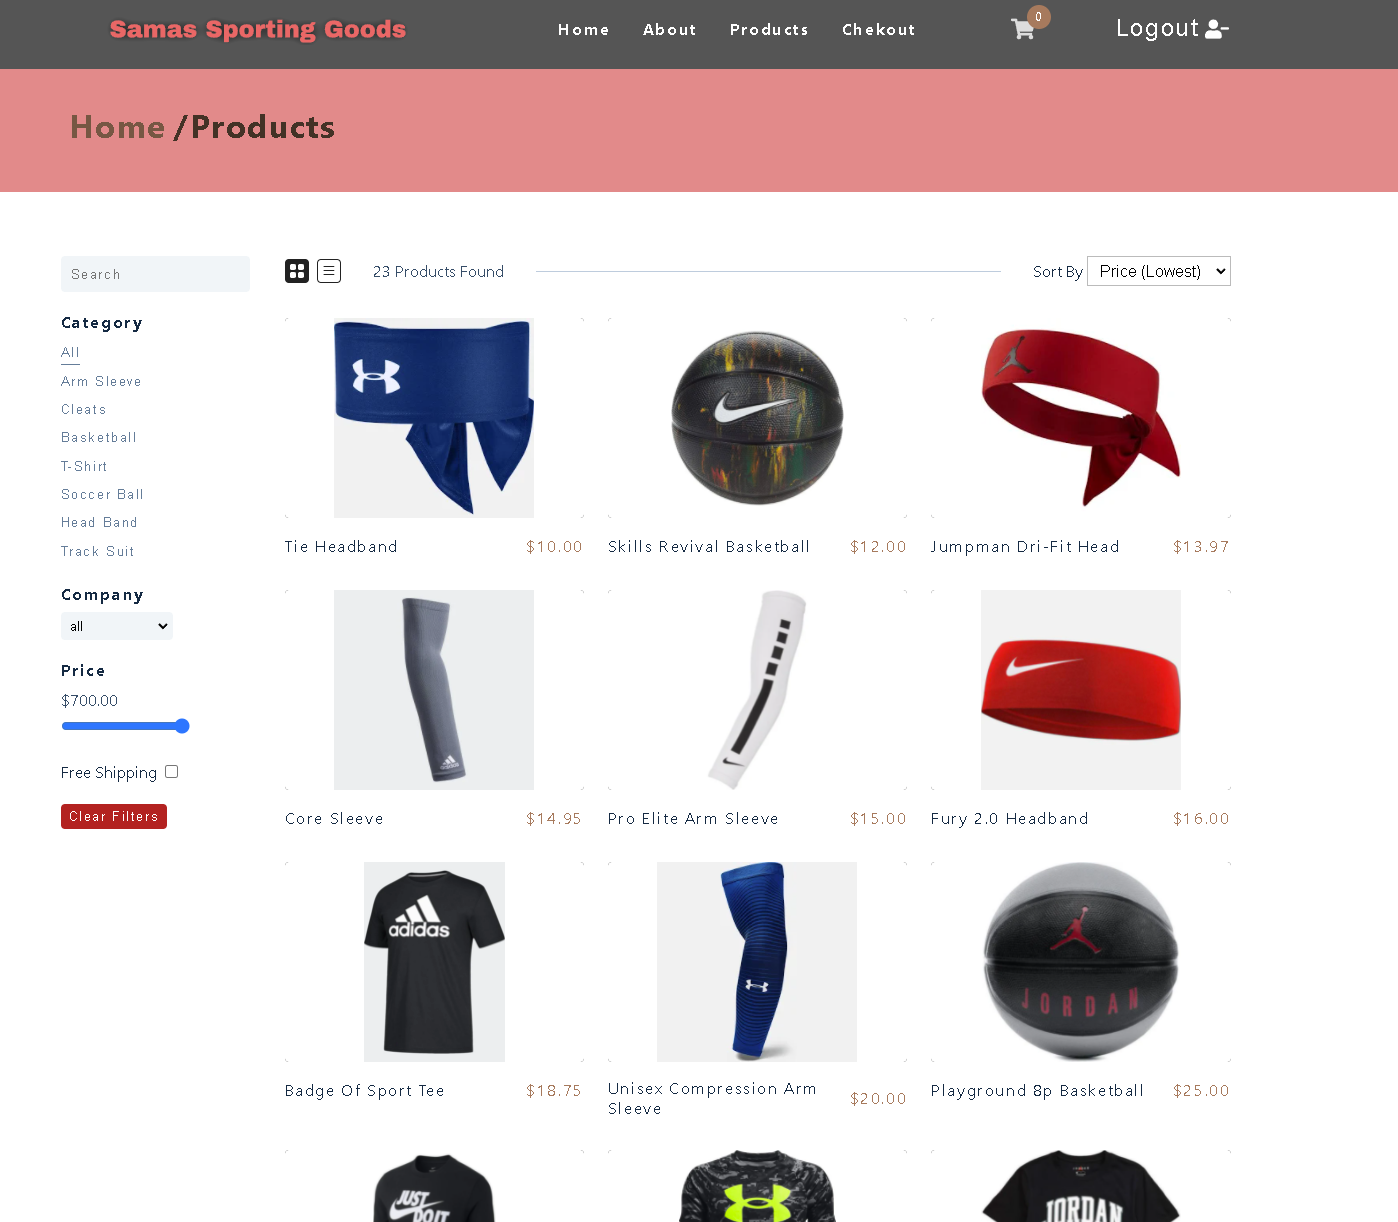 Samas Sporting Goods
Home About Products Chekout
0
Logout
Home /Products
Search
23 Products Found
Sort By Price (Lowest)
Category
All
Arm Sleeve
Cleats
Basketball
T-Shirt
Soccer Ball
Head Band
Track Suit
Company
all
Price
$700.00
Free Shipping
Clear Filters
Tie Headband $10.00
Skills Revival Basketball $12.00
Jumpman Dri-Fit Head $13.97
adidas
Core Sleeve $14.95
Pro Elite Arm Sleeve $15.00
Fury 2.0 Headband $16.00
adidas
JORDAN
Badge Of Sport Tee $18.75
Unisex Compression Arm
Sleeve
$20.00
Playground 8p Basketball $25.00
JUST
DO IT
JORDAN